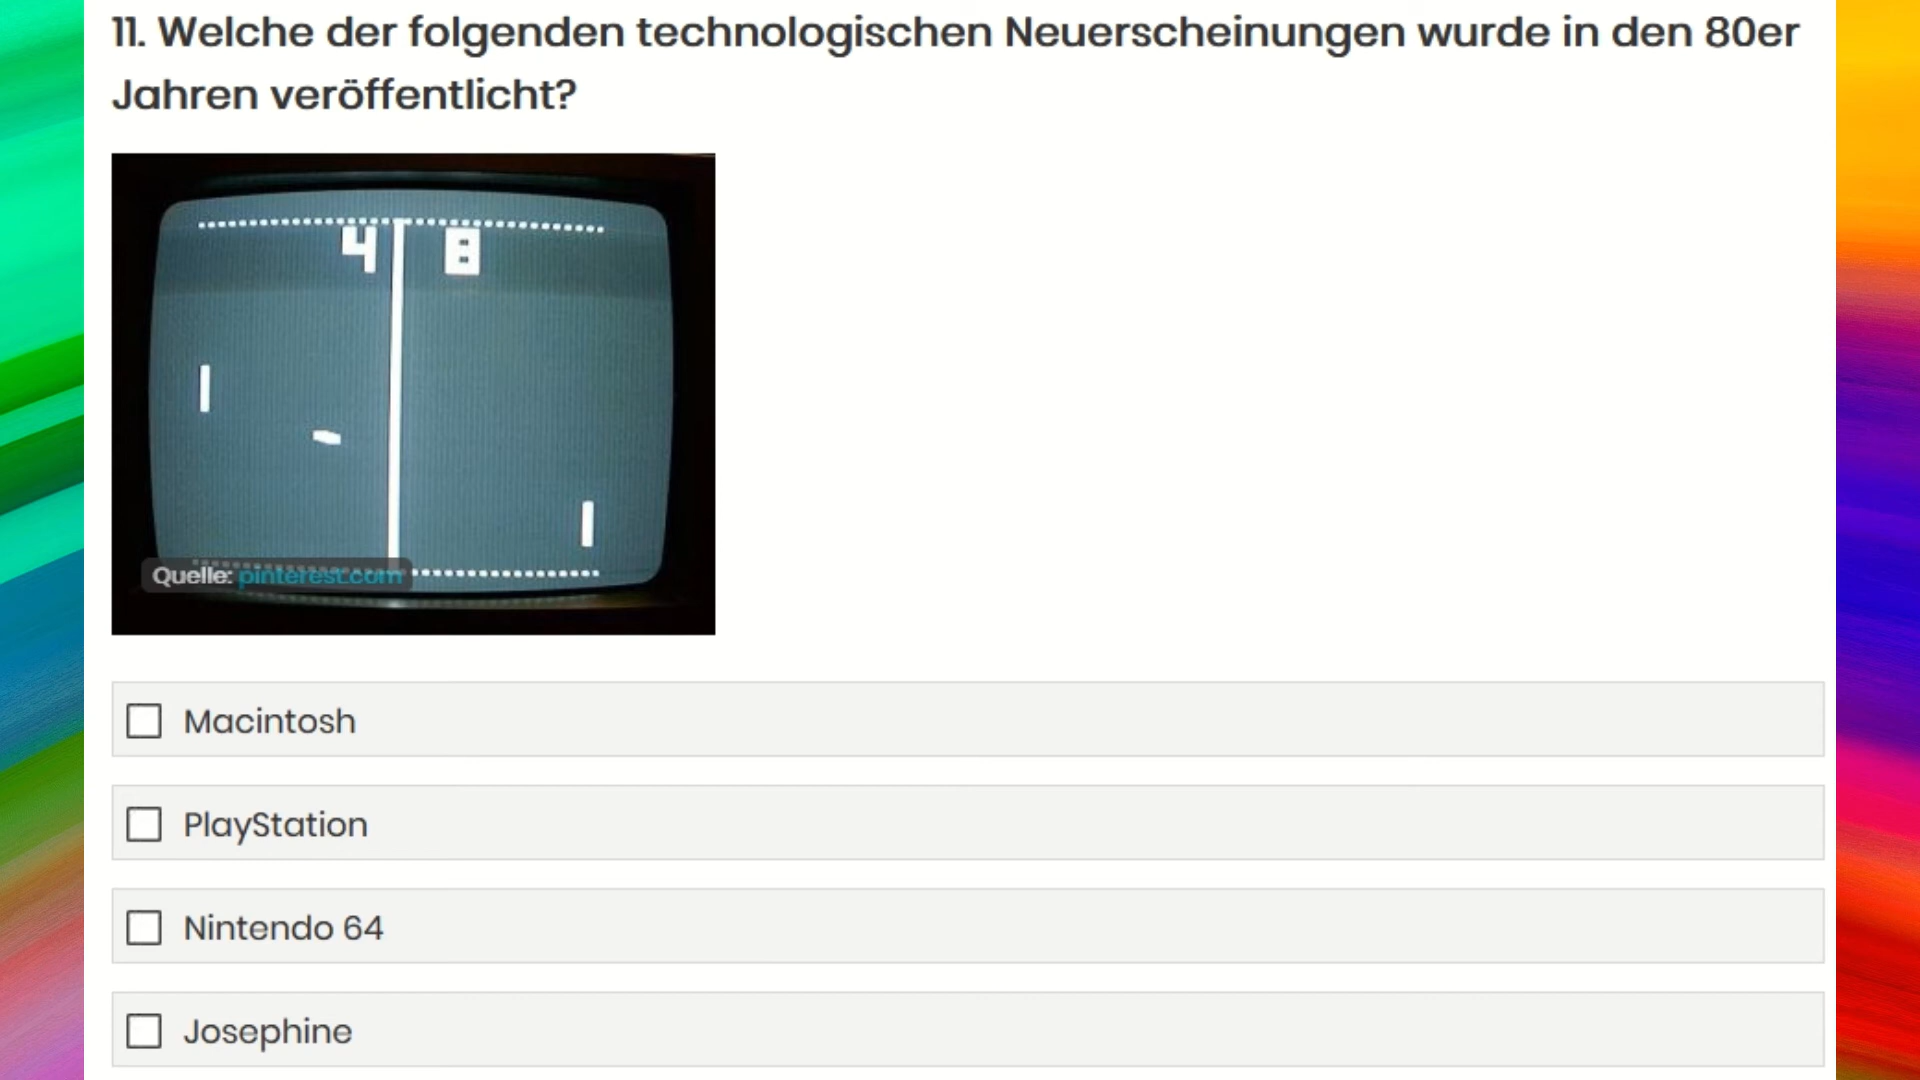 11. Welche der folgenden technologischen Neuerscheinungen wurde in den 80er
Jahren veröffentlicht?
4 8
Quelle: pinterest.com
Macintosh
PlayStation
Nintendo 64
Josephine